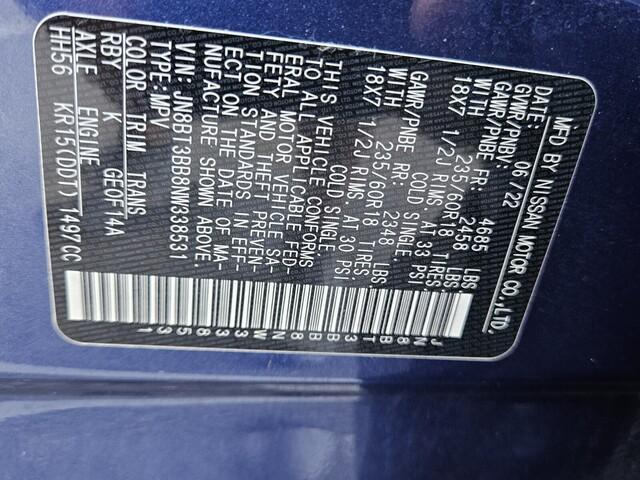 MFD BY NISSAN MOTOR CO.,LTD.
DATE: 06/22
GVWR/PNBV: 4685 LBS
GAWR/PNBE FR: 2458 LBS
WITH 235/60R18 TIRES,
18X7 1/2J RIMS AT 33 PSI
COLD SINGLE.
GAWR/PNBE RR: 2348 LBS
WITH 235/60R18 TIRES,
18X7 1/2J RIMS AT 30 PSI
COLD SINGLE.
THIS VEHICLE CONFORMS
TO ALL APPLICABLE FED-
ERAL MOTOR VEHICLE SA-
FETY AND THEFT PREVEN-
TION STANDARDS IN EFF-
ECT ON THE DATE OF MA-
NUFACTURE SHOWN ABOVE.
VIN: JN8BT3BB8NW338531
TYPE: MPV
COLOR TRIM TRANS
RBY K GE0F14A
AXLE ENGINE
HH56 KR15(DDT) 1497CC
JN8BT3BB8NW338531